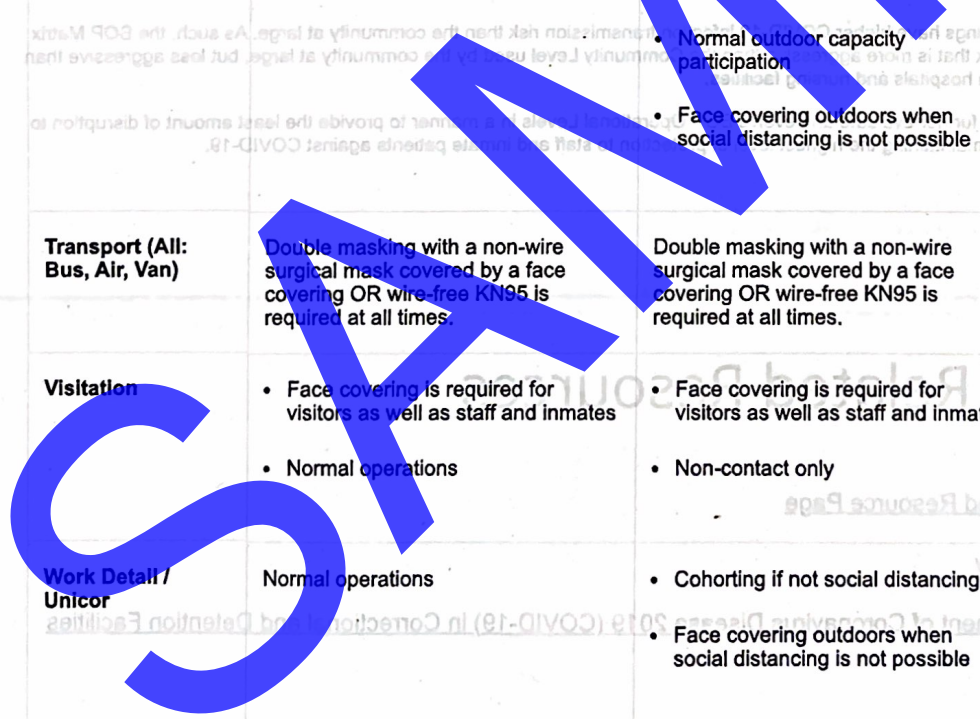 • Normal outdoor capacity
participation
• Face covering outdoors when
social distancing is not possible
Transport (All:
Bus, Air, Van)
Double masking with a non-wire
surgical mask covered by a face
covering OR wire-free KN95 is
required at all times.
Double masking with a non-wire
surgical mask covered by a face
covering OR wire-free KN95 is
required at all times.
Visitation
• Face covering is required for
visitors as well as staff and inmates
• Normal operations
• Face covering is required for
visitors as well as staff and inma
• Non-contact only
Work Detail /
Unicor
Normal operations
• Cohorting if not social distancing
• Face covering outdoors when
social distancing is not possible
SAM